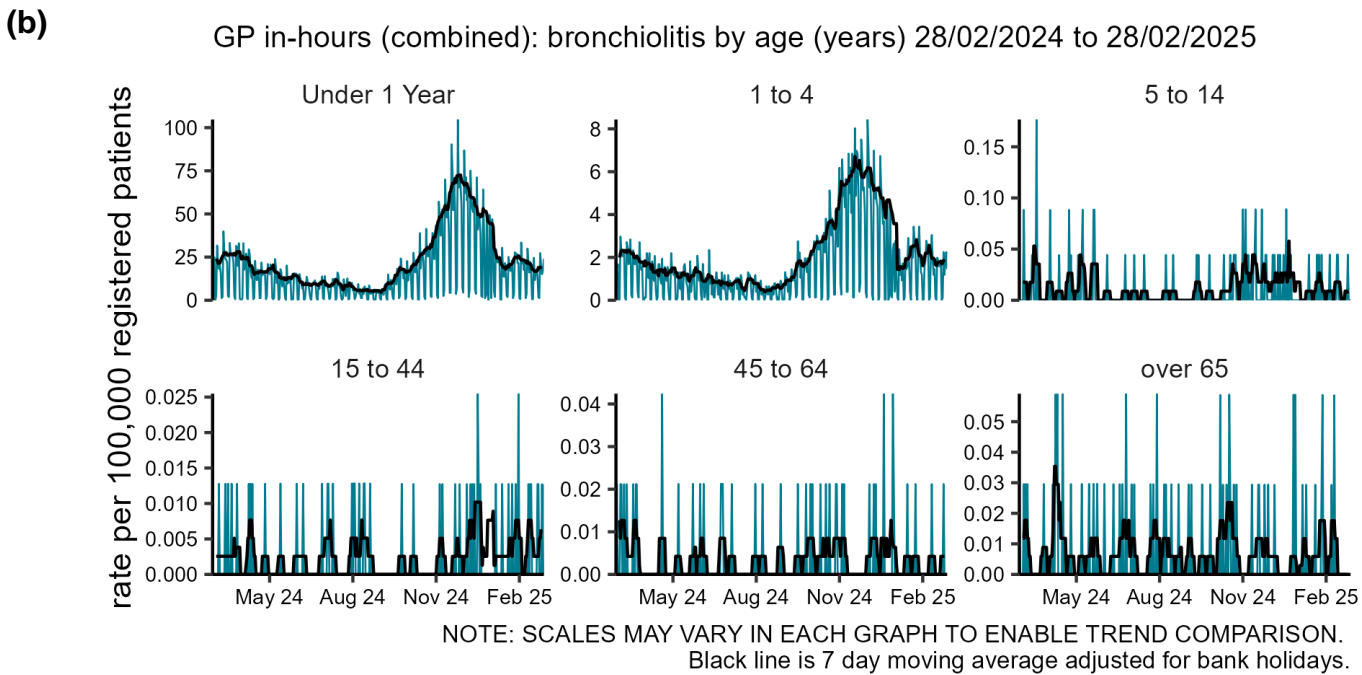 (b)
GP in-hours (combined): bronchiolitis by age (years) 28/02/2024 to 28/02/2025
rate per 100,000 registered patients
Under 1 Year
100
75
50
25
0
1 to 4
8
6
4
2
0
5 to 14
0.15
0.10
0.05
0.00
15 to 44
0.025
0.020
0.015
0.010
0.005
0.000
May 24 Aug 24 Nov 24 Feb 25
45 to 64
0.04
0.03
0.02
0.01
0.00
May 24 Aug 24 Nov 24 Feb 25
over 65
0.05
0.04
0.03
0.02
0.01
0.00
May 24 Aug 24 Nov 24 Feb 25
NOTE: SCALES MAY VARY IN EACH GRAPH TO ENABLE TREND COMPARISON.
Black line is 7 day moving average adjusted for bank holidays.